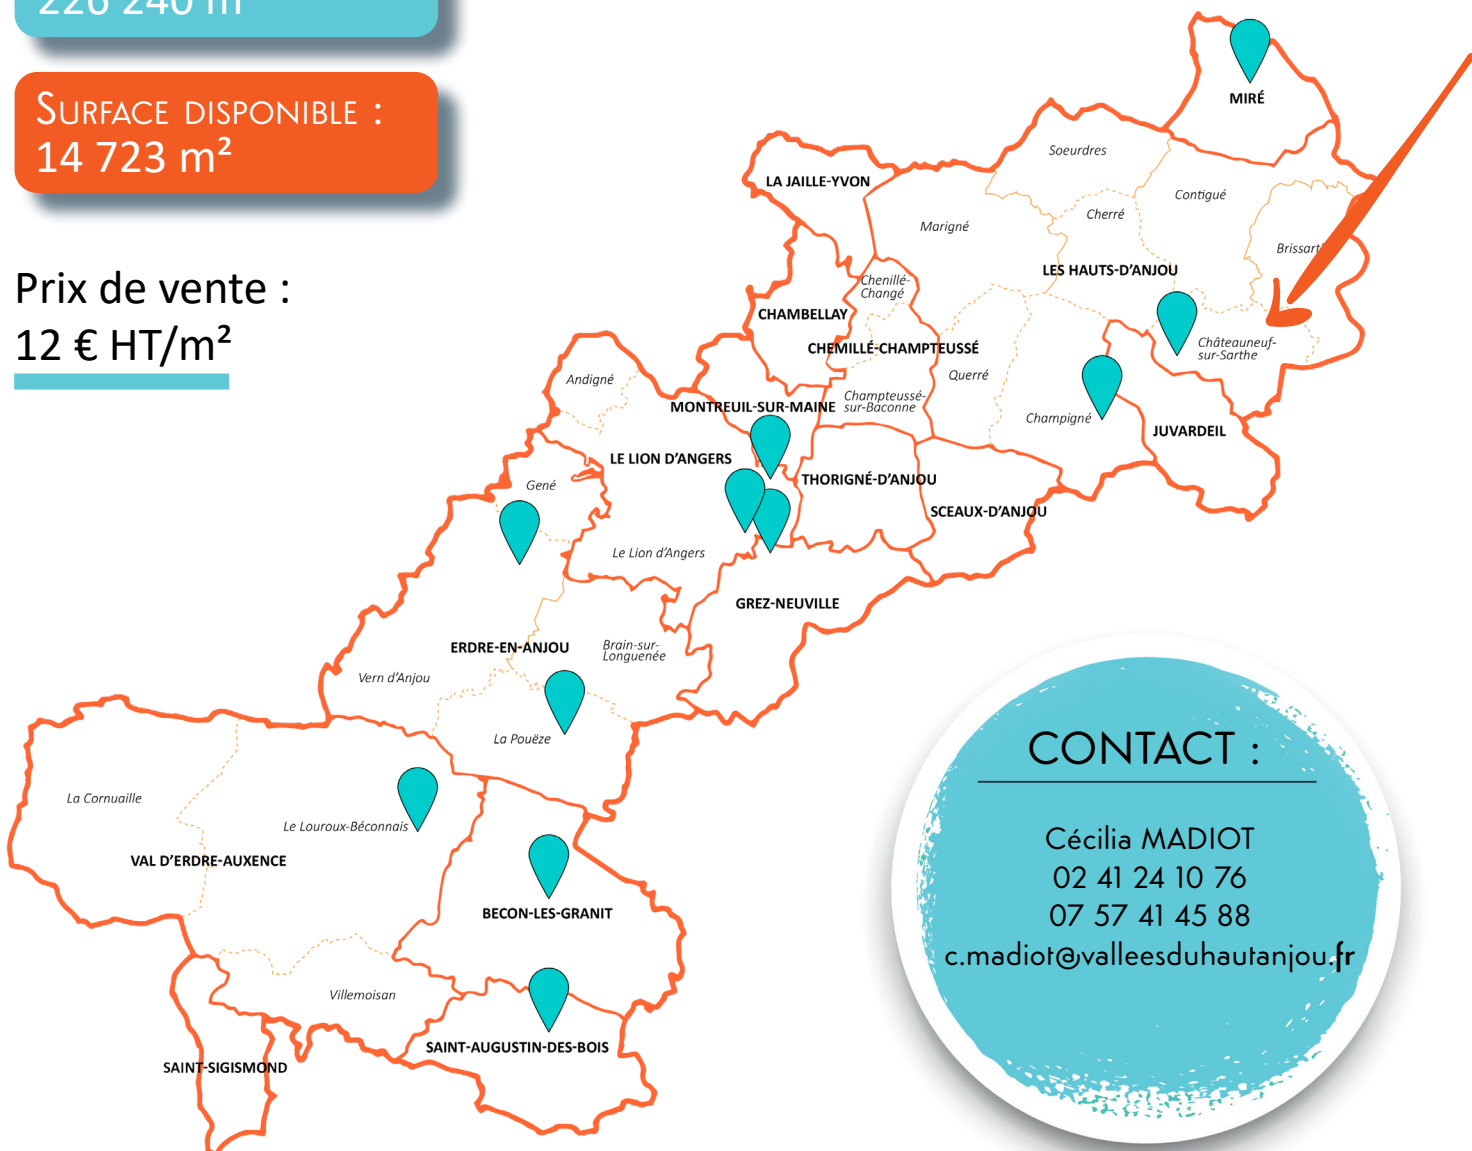 226 240 m
SURFACE DISPONIBLE :
14 723 m²
Prix de vente :
12 € HT/m²
MIRÉ
Soeurdres
LA JAILLE-YVON
Contigué
Cherré
Marigné
Brissart
LES HAUTS-D'ANJOU
Chenillé-
Changé
CHAMBELLAY
CHEMILLÉ-CHAMPTEUSSÉ
Châteauneuf-
sur-Sarthe
Querré
Andigné
Champteussé-
sur-Baconne
MONTREUIL-SUR-MAINE
Champigné
JUVARDEIL
LE LION D'ANGERS
THORIGNÉ-D'ANJOU
Gené
SCEAUX-D'ANJOU
Le Lion d'Angers
GREZ-NEUVILLE
ERDRE-EN-ANJOU
Brain-sur-
Longuenée
Vern d'Anjou
La Pouëze
La Cornuaille
Le Louroux-Béconnais
VAL D'ERDRE-AUXENCE
BECON-LES-GRANIT
Villemoisan
SAINT-AUGUSTIN-DES-BOIS
SAINT-SIGISMOND
CONTACT :
Cécilia MADIOT
02 41 24 10 76
07 57 41 45 88
c.madiot@valleesduhautanjou.fr